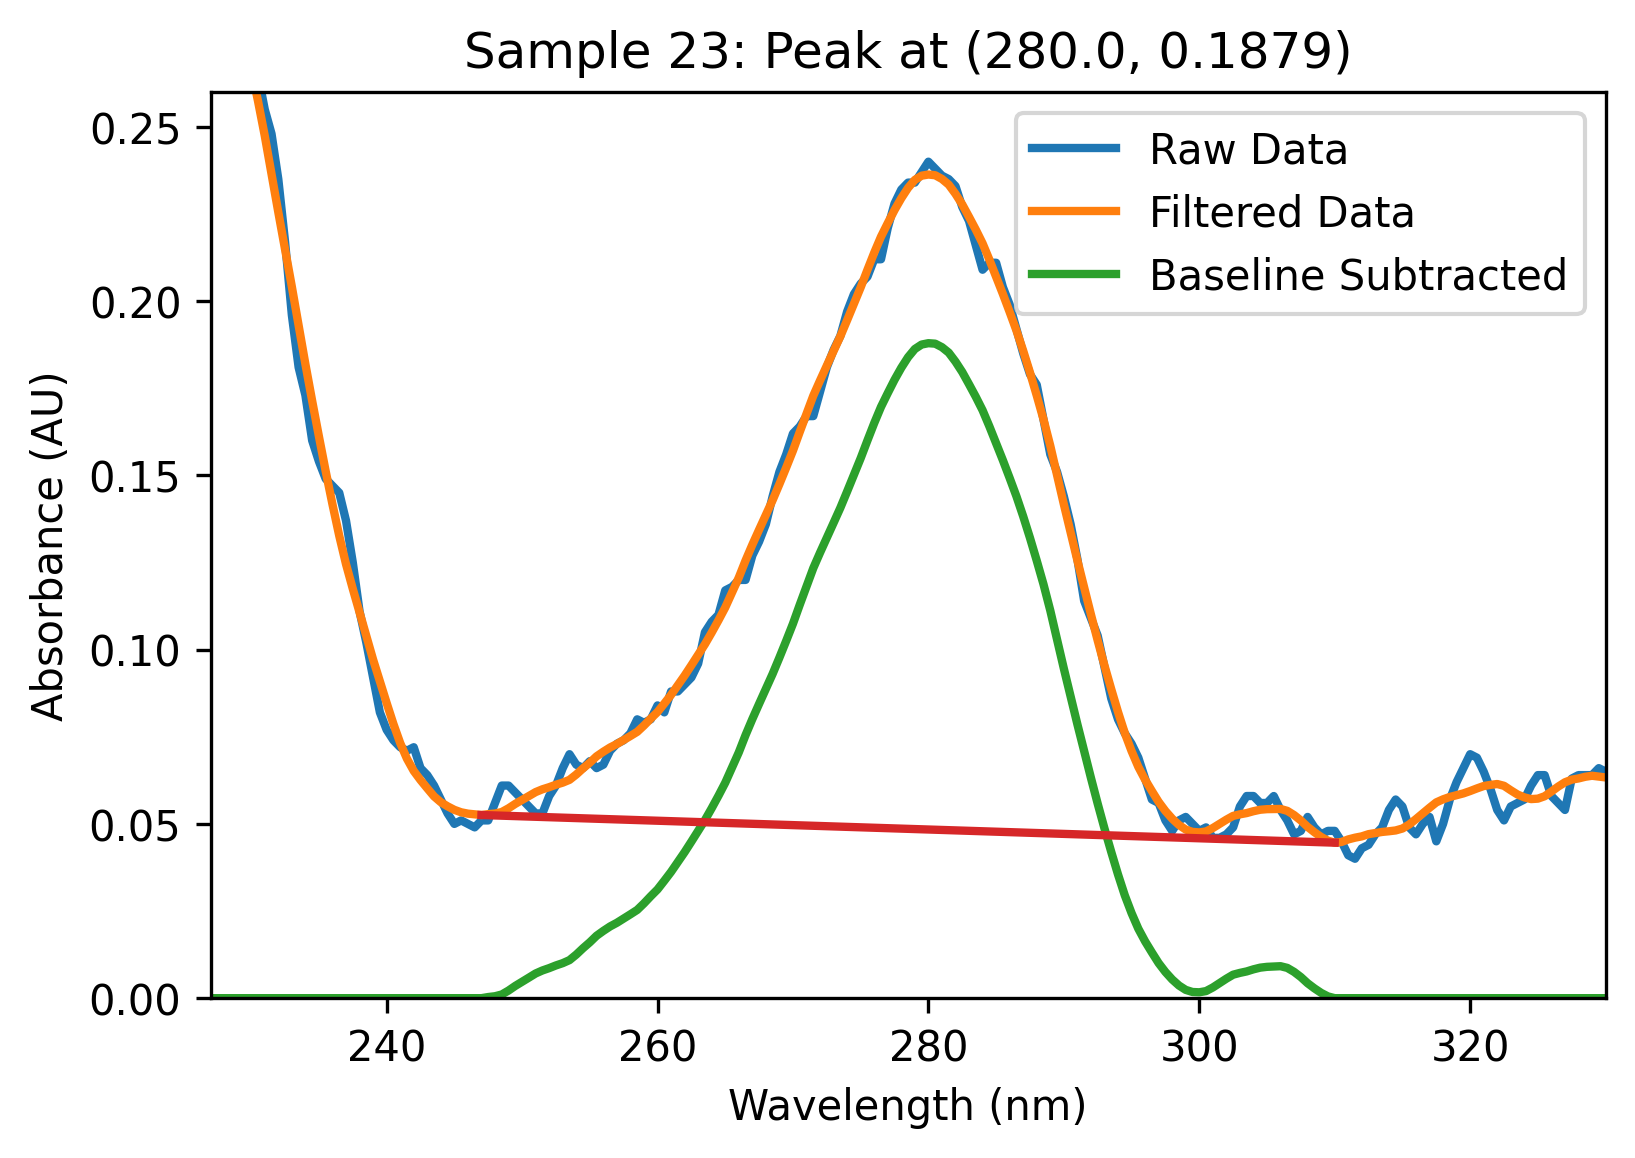 Sample 23: Peak at (280.0, 0.1879)
Raw Data
Filtered Data
Baseline Subtracted
Absorbance (AU)
0.25
0.20
0.15
0.10
0.05
0.00
240 260 280 300 320
Wavelength (nm)